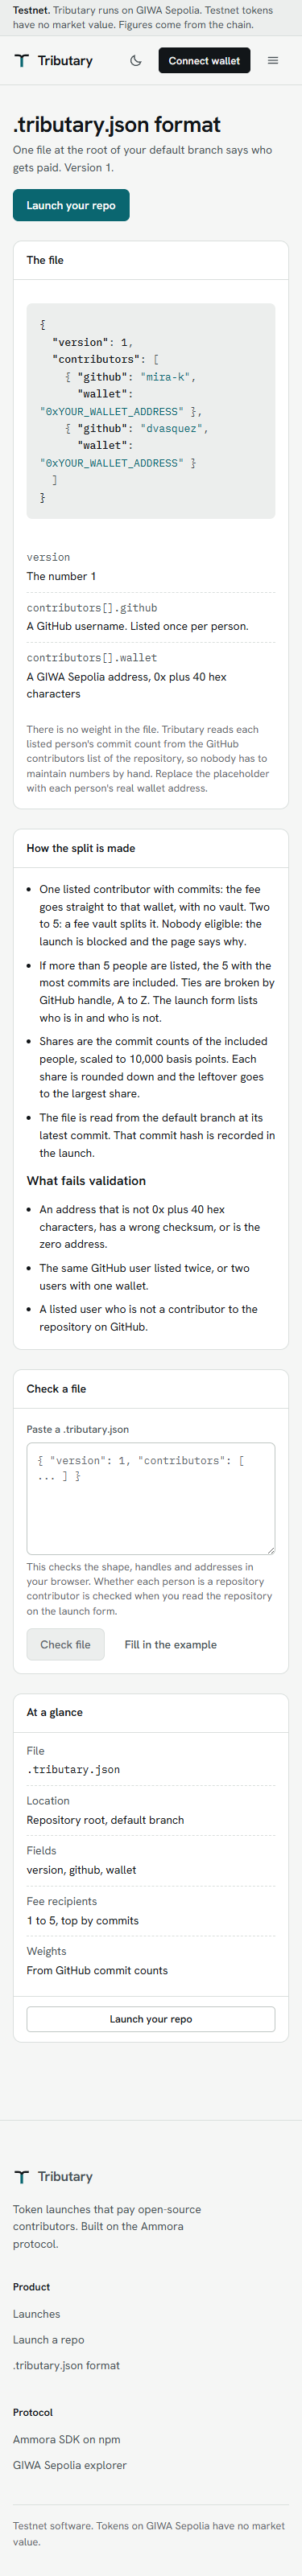 Testnet. Tributary runs on GIWA Sepolia. Testnet tokens
have no market value. Figures come from the chain.
Tributary
Connect wallet
.tributary.json format
One file at the root of your default branch says who
gets paid. Version 1.
Launch your repo
The file
{
"version": 1,
"contributors": [
{ "github": "mira-k",
"wallet":
"0xYOUR_WALLET_ADDRESS" },
{ "github": "dvasquez",
"wallet":
"0xYOUR_WALLET_ADDRESS" }
]
}
version
The number 1
contributors[].github
A GitHub username. Listed once per person.
contributors[].wallet
A GIWA Sepolia address, 0x plus 40 hex
characters
There is no weight in the file. Tributary reads each
listed person's commit count from the GitHub
contributors list of the repository, so nobody has to
maintain numbers by hand. Replace the placeholder
with each person's real wallet address.
How the split is made
• One listed contributor with commits: the fee
goes straight to that wallet, with no vault. Two
to 5: a fee vault splits it. Nobody eligible: the
launch is blocked and the page says why.
• If more than 5 people are listed, the 5 with the
most commits are included. Ties are broken by
GitHub handle, A to Z. The launch form lists
who is in and who is not.
• Shares are the commit counts of the included
people, scaled to 10,000 basis points. Each
share is rounded down and the leftover goes
to the largest share.
• The file is read from the default branch at its
latest commit. That commit hash is recorded in
the launch.
What fails validation
• An address that is not 0x plus 40 hex
characters, has a wrong checksum, or is the
zero address.
• The same GitHub user listed twice, or two
users with one wallet.
• A listed user who is not a contributor to the
repository on GitHub.
Check a file
Paste a .tributary.json
{ "version": 1, "contributors": [
... ] }
This checks the shape, handles and addresses in
your browser. Whether each person is a repository
contributor is checked when you read the repository
on the launch form.
Check file
Fill in the example
At a glance
File
.tributary.json
Location
Repository root, default branch
Fields
version, github, wallet
Fee recipients
1 to 5, top by commits
Weights
From GitHub commit counts
Launch your repo
Tributary
Token launches that pay open-source
contributors. Built on the Ammora
protocol.
Product
Launches
Launch a repo
.tributary.json format
Protocol
Ammora SDK on npm
GIWA Sepolia explorer
Testnet software. Tokens on GIWA Sepolia have no market
value.